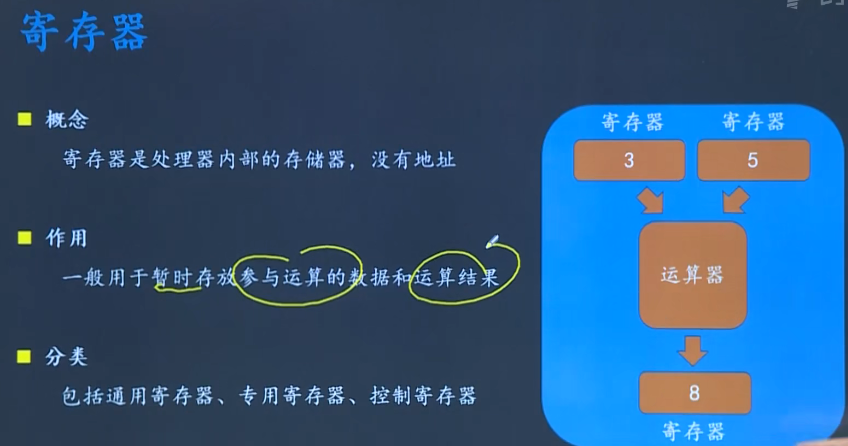 寄存器
概念
寄存器是处理器内部的存储器，没有地址
作用
一般用于暂时存放参与运算的数据和运算结果
分类
包括通用寄存器、专用寄存器、控制寄存器
寄存器 寄存器
3 5
运算器
8
寄存器